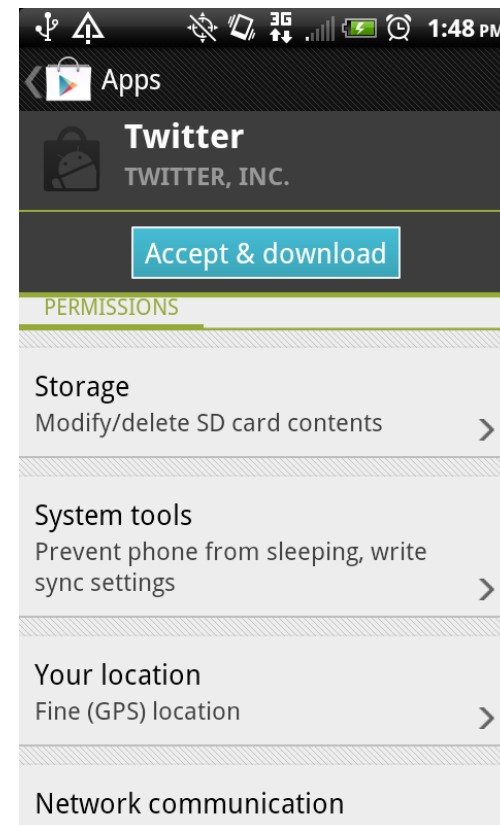 3G 1:48 PM
Apps
Twitter
TWITTER, INC.
Accept & download
PERMISSIONS
Storage
Modify/delete SD card contents
System tools
Prevent phone from sleeping, write
sync settings
Your location
Fine (GPS) location
Network communication